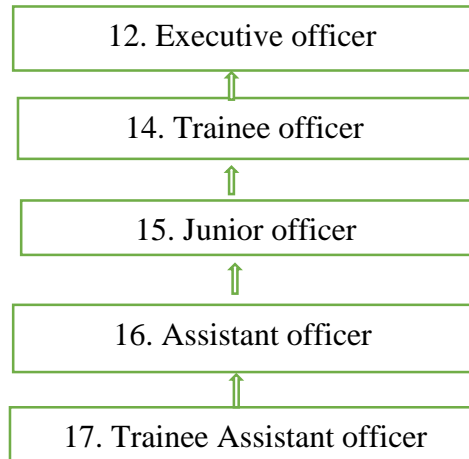 12. Executive officer
14. Trainee officer
15. Junior officer
16. Assistant officer
17. Trainee Assistant officer